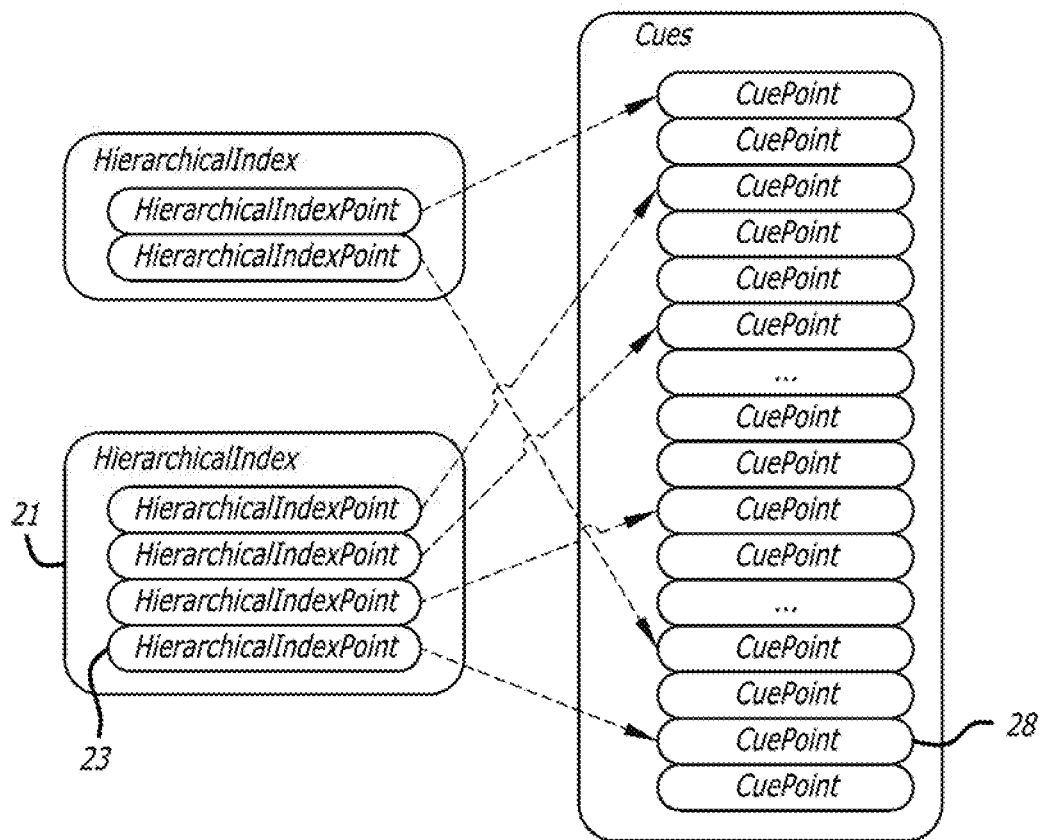 HierarchicalIndex
HierarchicalIndexPoint
HierarchicalIndexPoint
HierarchicalIndex
HierarchicalIndexPoint
HierarchicalIndexPoint
HierarchicalIndexPoint
HierarchicalIndexPoint
21
23
Cues
CuePoint
CuePoint
CuePoint
CuePoint
CuePoint
CuePoint
...
CuePoint
CuePoint
CuePoint
CuePoint
...
CuePoint
CuePoint
CuePoint
CuePoint
28